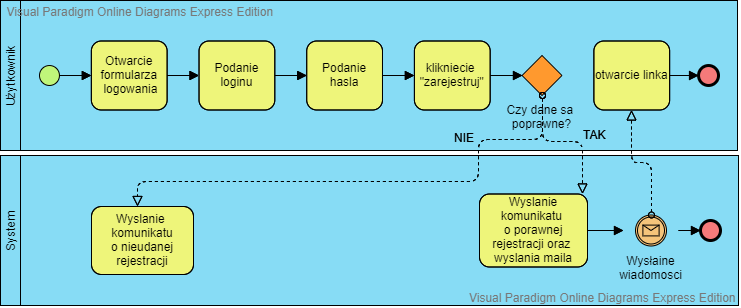 Visual Paradigm Online Diagrams Express Edition
Użytkownik
Otwarcie
formularza
logowania
Podanie
loginu
Podanie
hasla
klikniecie
"zarejestruj"
Czy dane sa
poprawne?
otwarcie linka
NIE
TAK
System
Wyslanie
komunikatu
o nieudanej
rejestracji
Wyslanie
komunikatu
o porawnej
rejestracji oraz
wyslania maila
Wysłaine
wiadomosci
Visual Paradigm Online Diagrams Express Edition